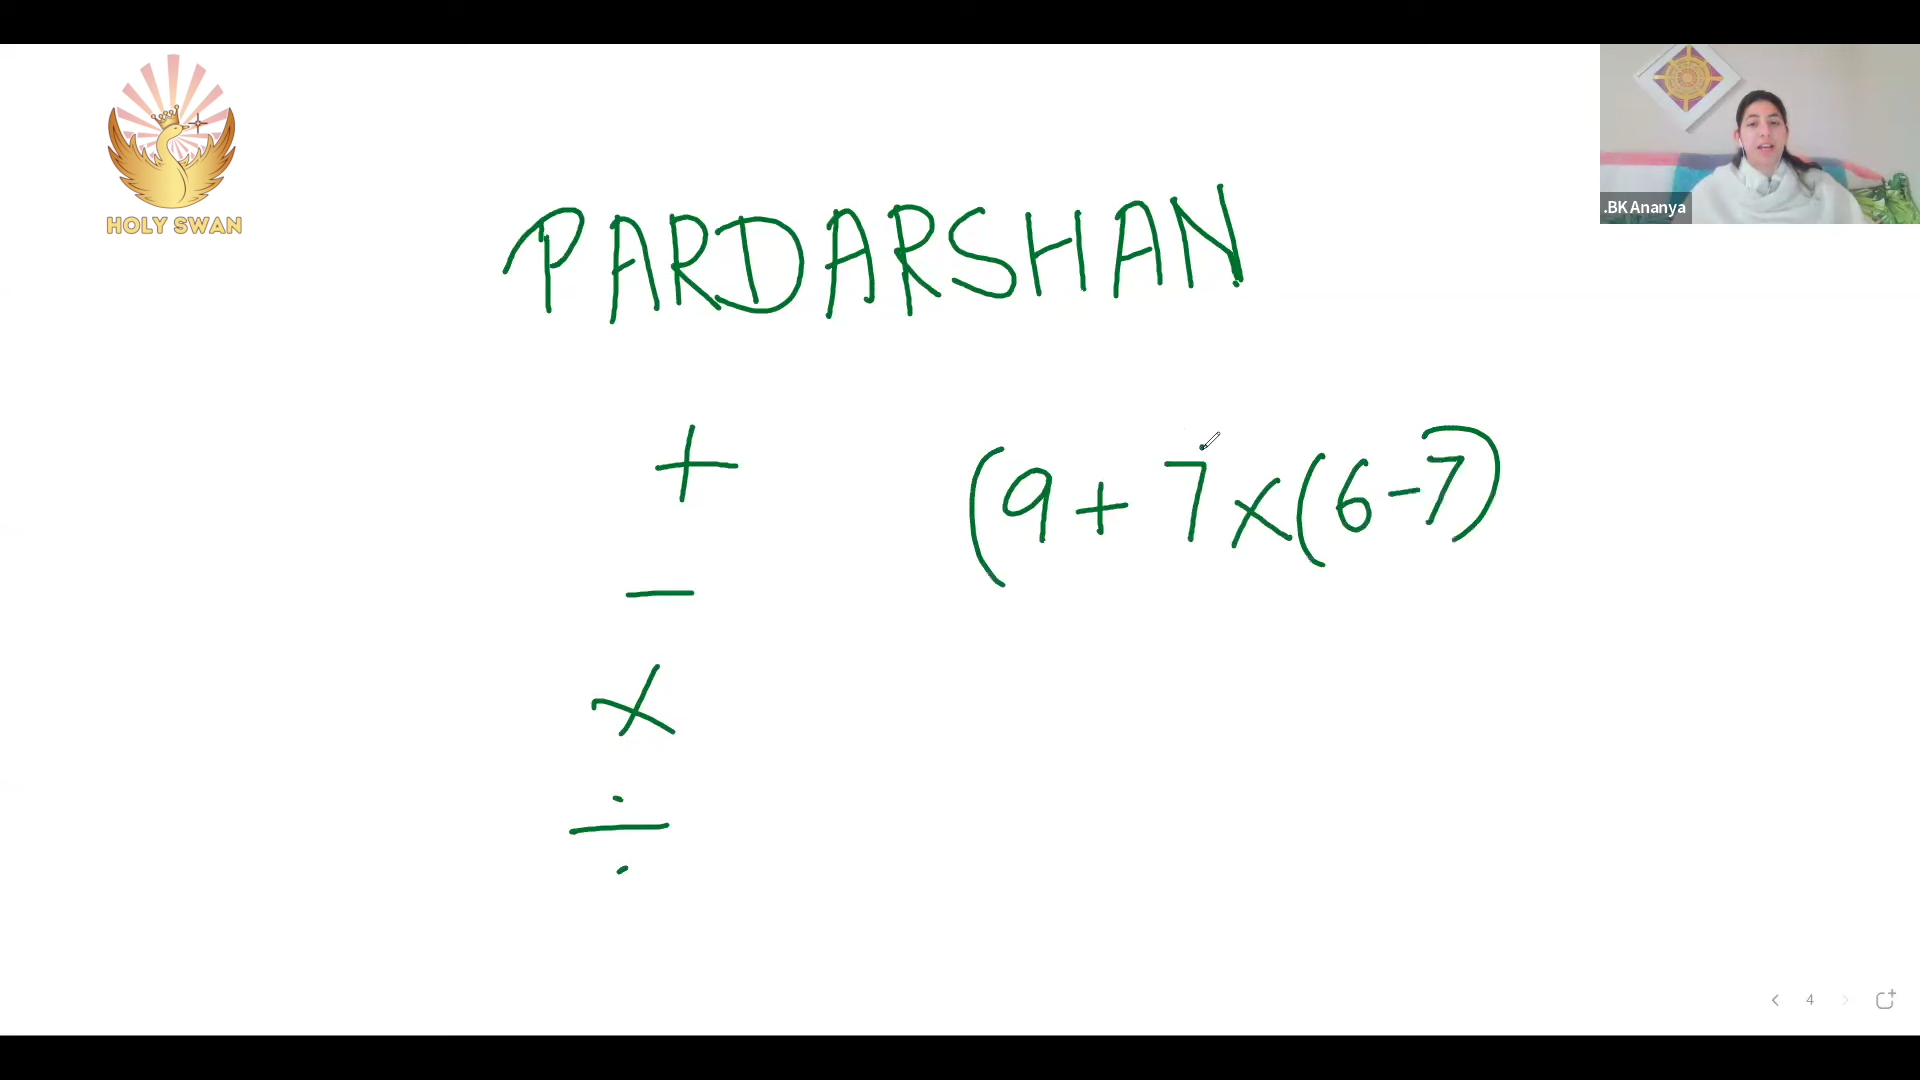 HOLY SWAN
.BK Ananya
PARDARSHAN
+
(9+7×(6-7)
−
×
÷
4